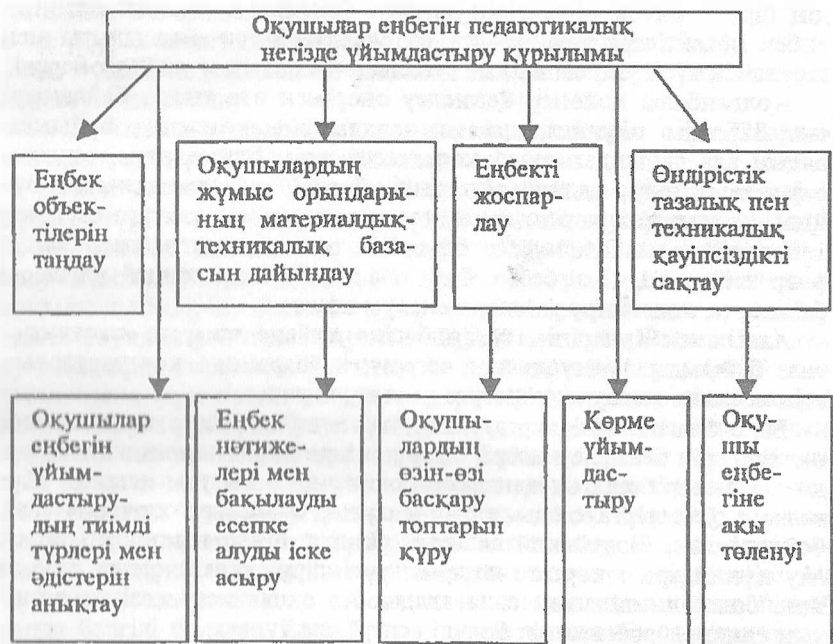 Оқушылар еңбегін педагогикалық
негізде ұйымдастыру құрылымы
Еңбек
объек-
тілерін
таңдау
Оқушылардың
жұмыс орындары-
ның материалдық-
техникалық база-
сын дайындау
Еңбекті
жоспар-
лау
Өндірістік
тазалық пен
техникалық
қауіпсіздікті
сақтау
Оқушылар
еңбегін
ұйым-
дастыру-
дың тиімді
түрлері мен
әдістерін
анықтау
Еңбек
нәтиже-
лері мен
бақылауды
есепке
алуды іске
асыру
Оқушы-
лардың
өзін-өзі
басқару
топтарын
құру
Көрме
ұйым-
дастыру
Оқу-
шы
еңбе-
гіне
ақы
төленуі